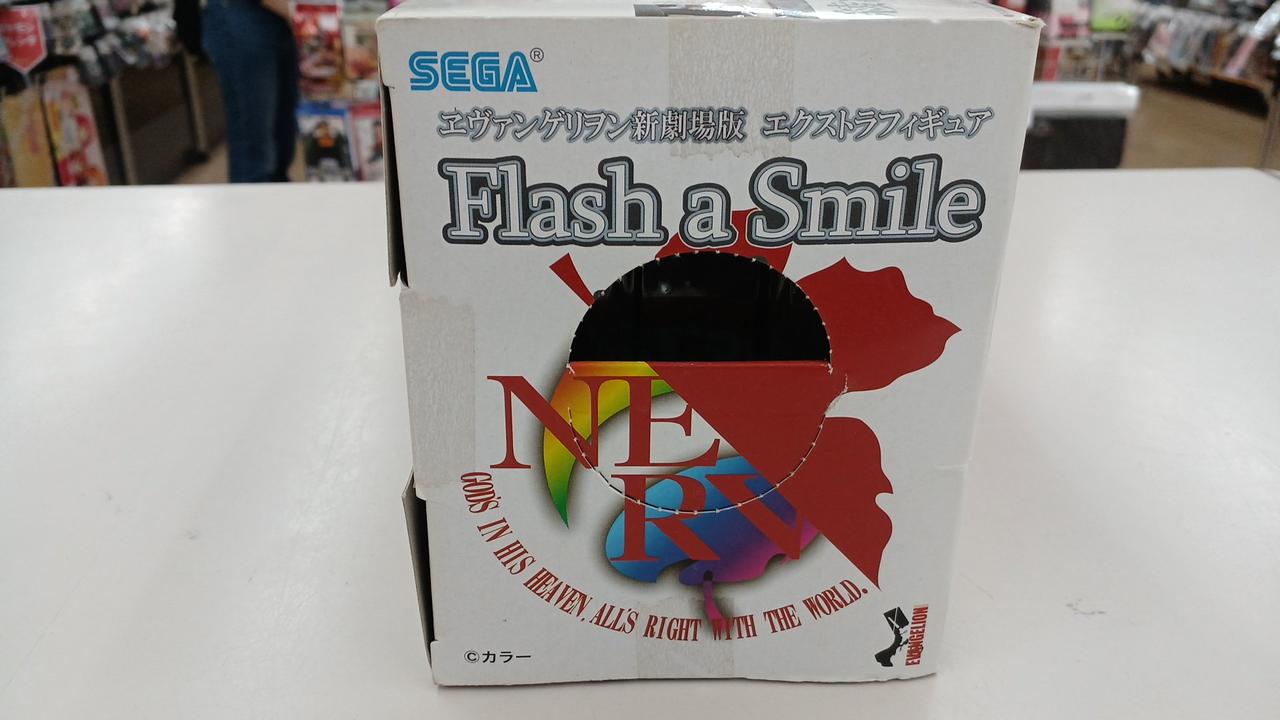 SEGA®
ヱヴァンゲリヲン新劇場版 エクストラフィギュア
Flash a Smile
NE
RV
GOD'S IN HIS HEAVEN. ALL'S RIGHT WITH THE WORLD.
EVANGELION
©カラー